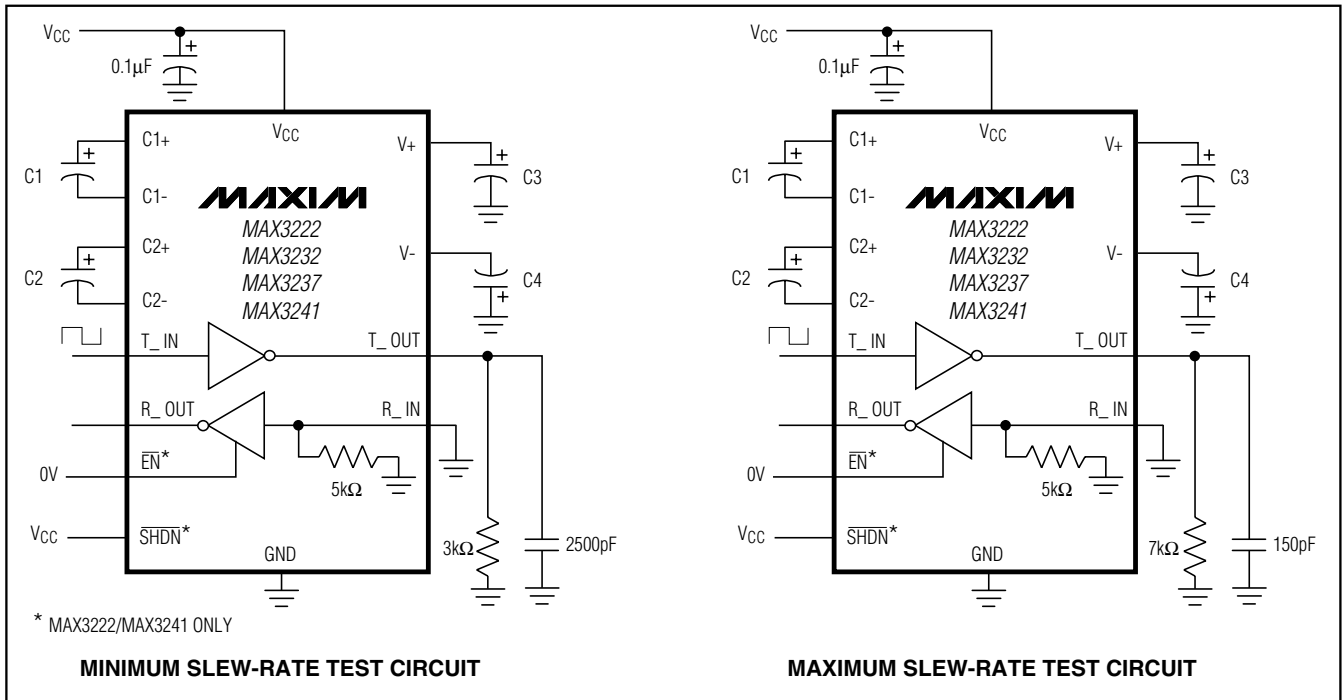 VCC
0.1µF
+
VCC
C1+
V+
C1
+
+
C3
C1-
MAXIM
MAX3222
C2+
MAX3232
V-
C2
+
MAX3237
C4
C2-
MAX3241
+
T_ IN
T_ OUT
R_ OUT
R_ IN
EN*
0V
5kΩ
VCC
SHDN*
3kΩ
2500pF
GND
* MAX3222/MAX3241 ONLY
MINIMUM SLEW-RATE TEST CIRCUIT
VCC
0.1µF
+
VCC
C1+
V+
C1
+
+
C3
C1-
MAXIM
MAX3222
C2+
MAX3232
V-
C2
+
MAX3237
C4
C2-
MAX3241
+
T_ IN
T_ OUT
R_ OUT
R_ IN
EN*
0V
5kΩ
VCC
SHDN*
7kΩ
150pF
GND
MAXIMUM SLEW-RATE TEST CIRCUIT